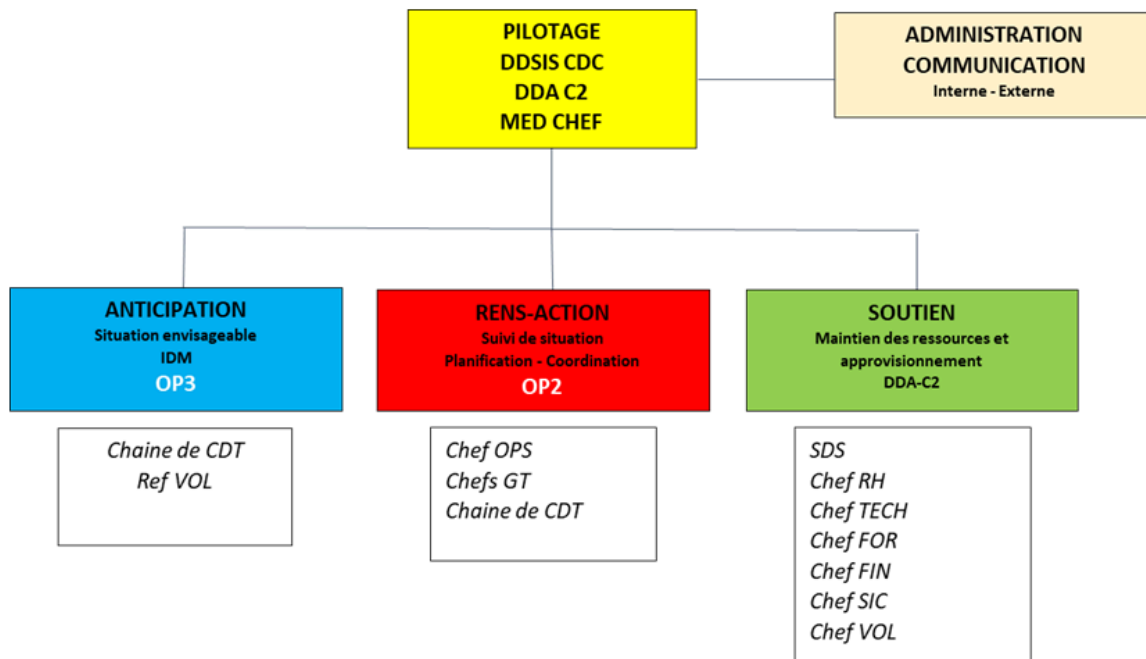 PILOTAGE
DDSIS CDC
DDA C2
MED CHEF
ADMINISTRATION
COMMUNICATION
Interne - Externe
ANTICIPATION
Situation envisageable
IDM
OP3
RENS-ACTION
Suivi de situation
Planification - Coordination
OP2
SOUTIEN
Maintien des ressources et
approvisionnement
DDA-C2
Chaine de CDT
Ref VOL
Chef OPS
Chefs GT
Chaine de CDT
SDS
Chef RH
Chef TECH
Chef FOR
Chef FIN
Chef SIC
Chef VOL